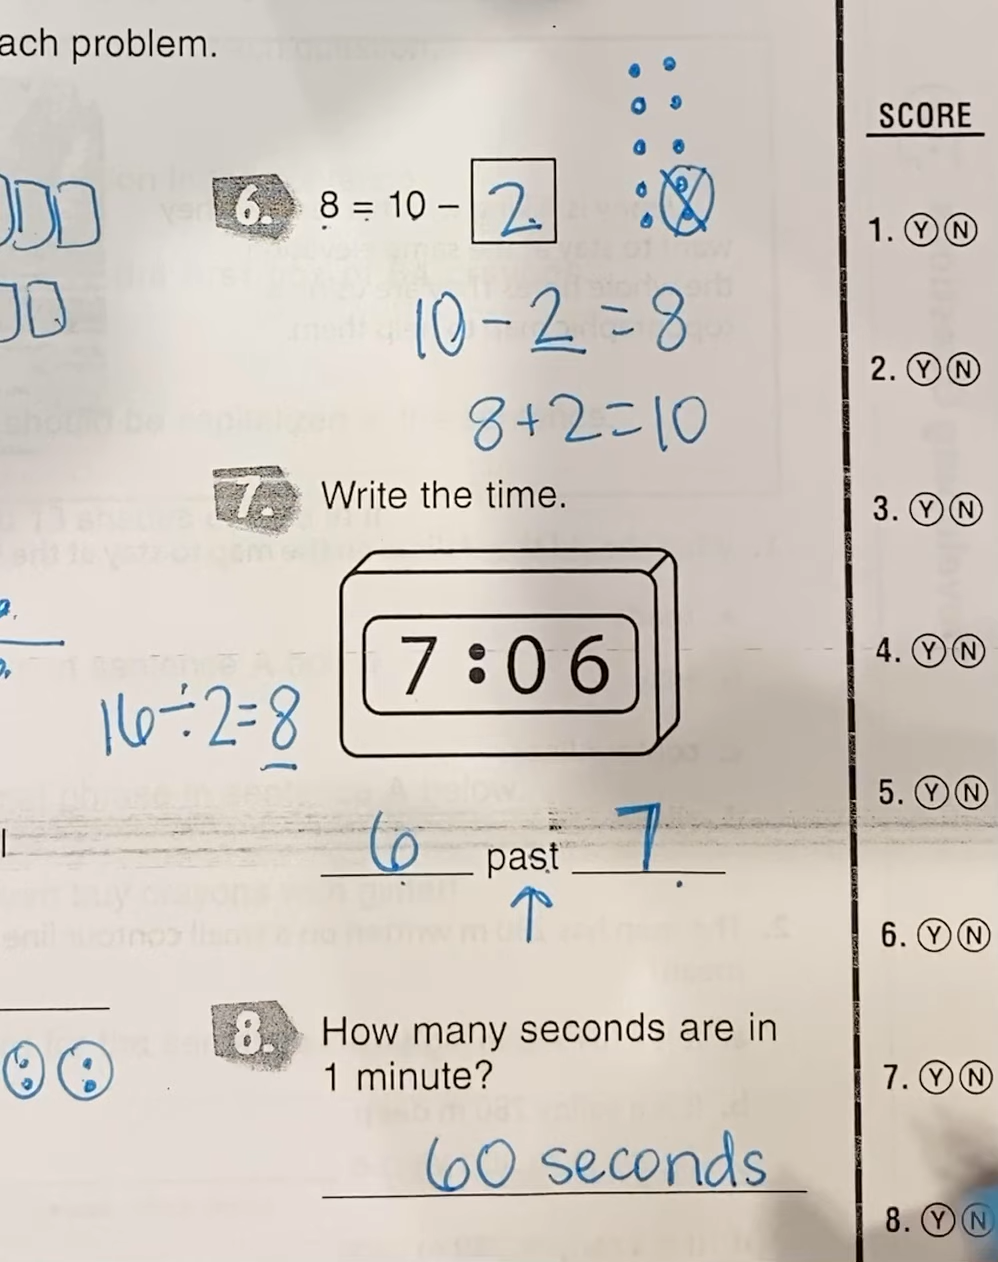 ach problem.
SCORE
6. 8 = 10 – 2
10 - 2 = 8
8 + 2 = 10
7. Write the time.
7:06
16 ÷ 2 = 8
6 past 7
8. How many seconds are in
1 minute?
60 seconds
1. Y N
2. Y N
3. Y N
4. Y N
5. Y N
6. Y N
7. Y N
8. Y N